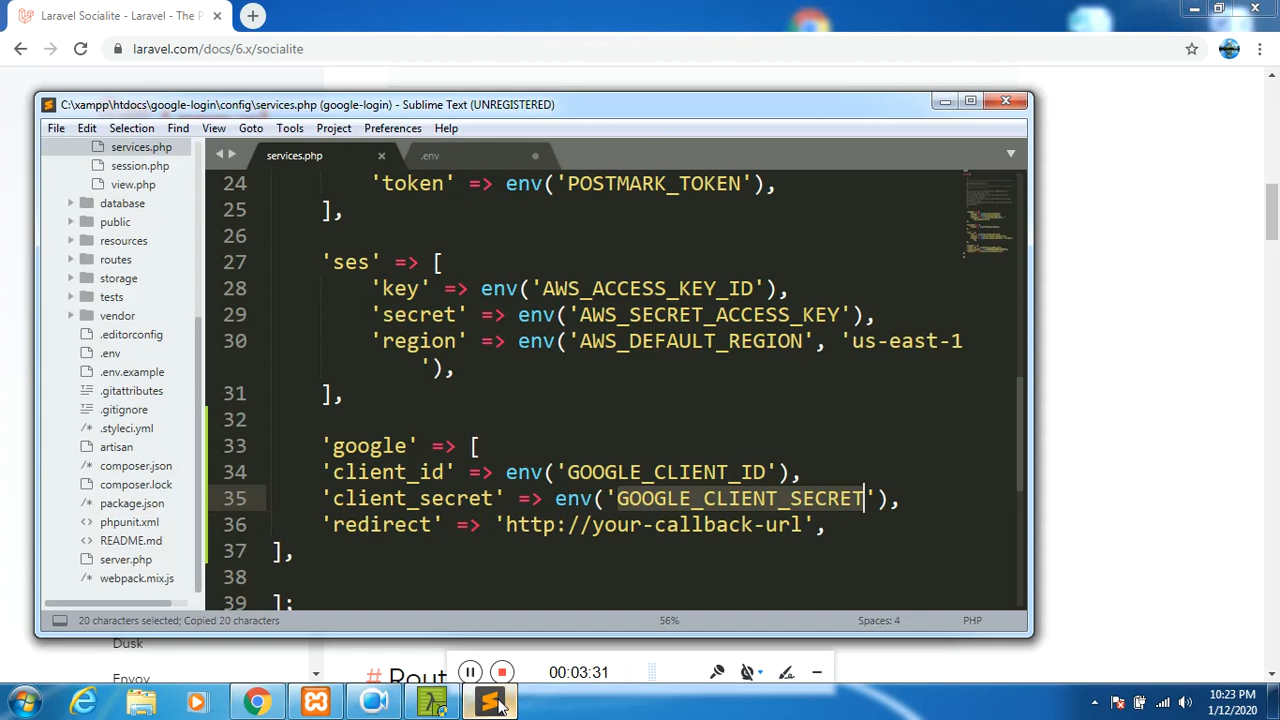 Laravel Socialite - Laravel - The P
laravel.com/docs/6.x/socialite
C:\xampp\htdocs\google-login\config\services.php (google-login) - Sublime Text (UNREGISTERED)
File Edit Selection Find View Goto Tools Project Preferences Help
services.php
session.php
view.php
database
public
resources
routes
storage
tests
vendor
.editorconfig
.env
.env.example
.gitattributes
.gitignore
.styleci.yml
artisan
composer.json
composer.lock
package.json
phpunit.xml
README.md
server.php
webpack.mix.js
services.php .env
24 'token' => env('POSTMARK_TOKEN'),
25 ],
26
27 'ses' => [
28 'key' => env('AWS_ACCESS_KEY_ID'),
29 'secret' => env('AWS_SECRET_ACCESS_KEY'),
30 'region' => env('AWS_DEFAULT_REGION', 'us-east-1
'),
31 ],
32
33 'google' => [
34 'client_id' => env('GOOGLE_CLIENT_ID'),
35 'client_secret' => env('GOOGLE_CLIENT_SECRET'),
36 'redirect' => 'http://your-callback-url',
37 ],
38
39 ];
20 characters selected; Copied 20 characters 56% Spaces: 4 PHP
Dusk
Envoy
# Rout
00:03:31
10:23 PM
1/12/2020